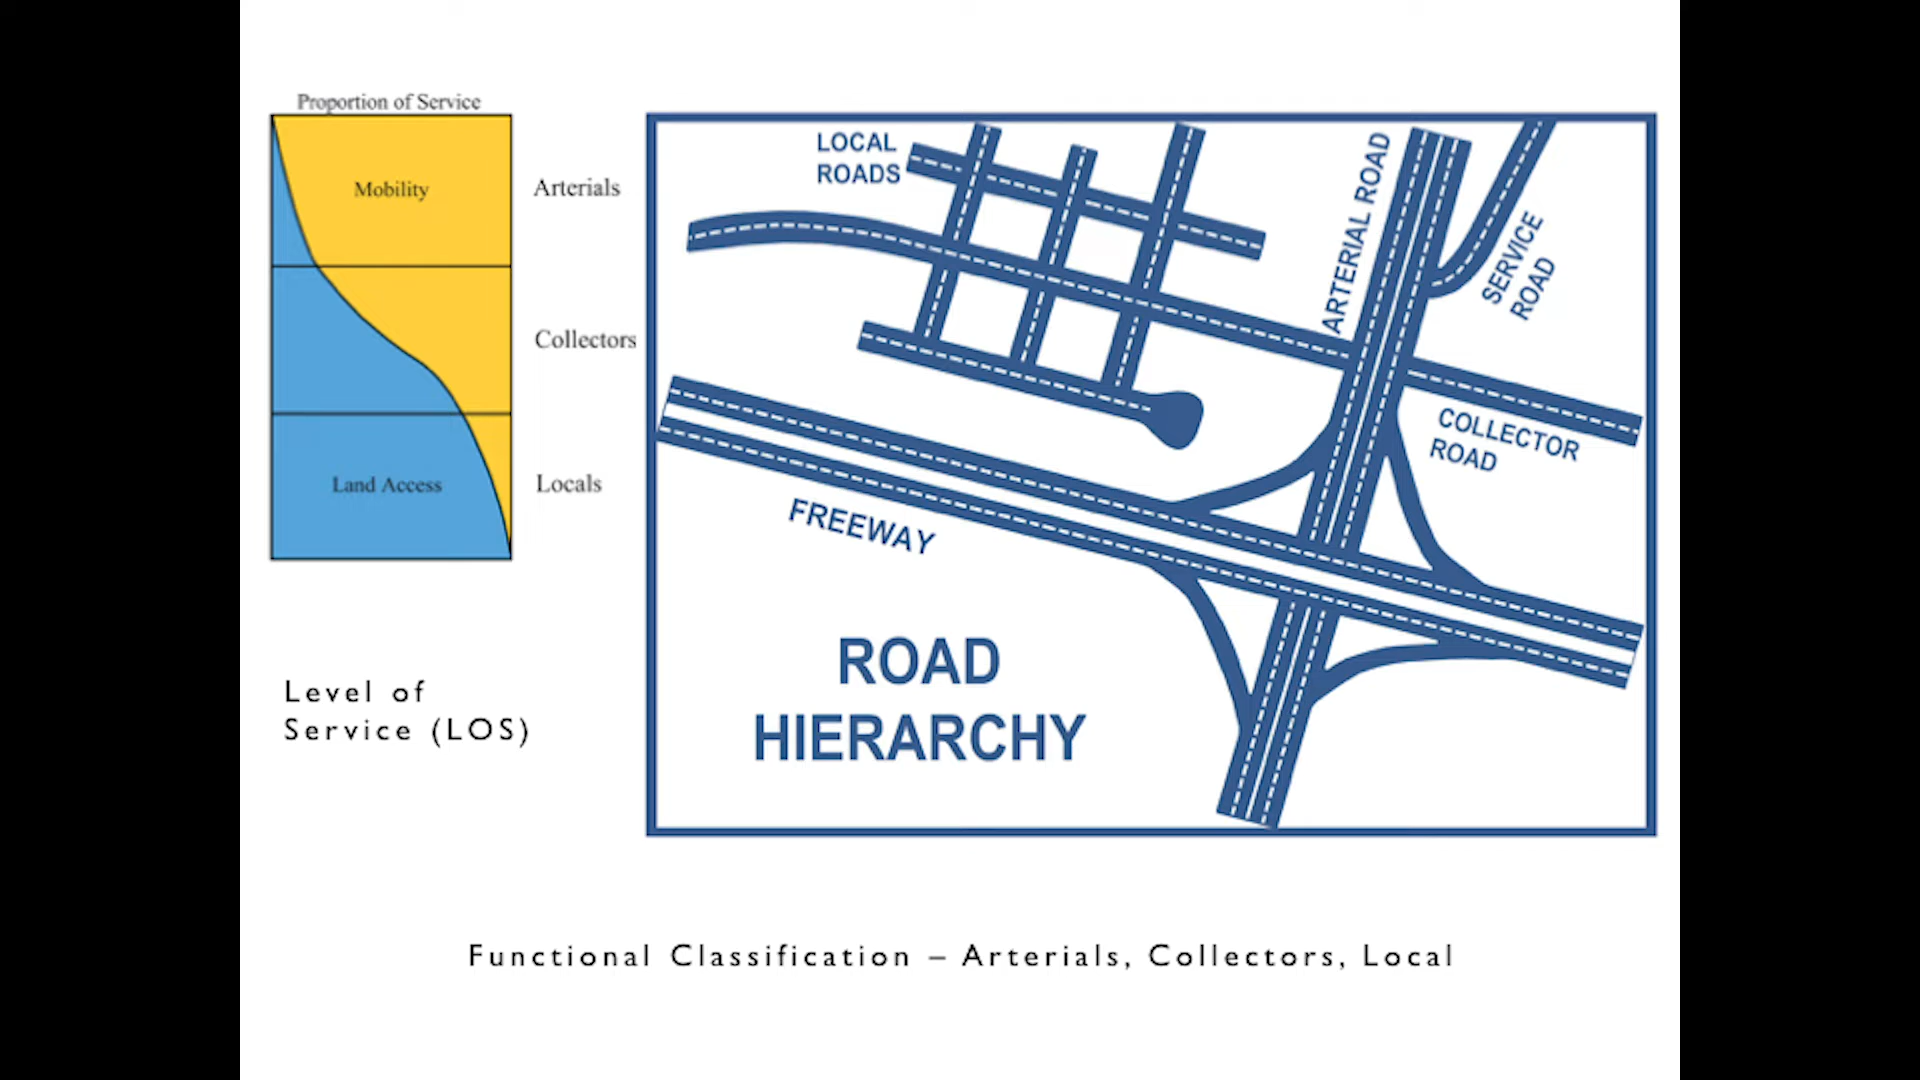 Proportion of Service
Mobility
Arterials
Collectors
Land Access
Locals
Level of
Service (LOS)
LOCAL
ROADS
ARTERIAL ROAD
SERVICE
ROAD
COLLECTOR
ROAD
FREEWAY
ROAD
HIERARCHY
Functional Classification – Arterials, Collectors, Local